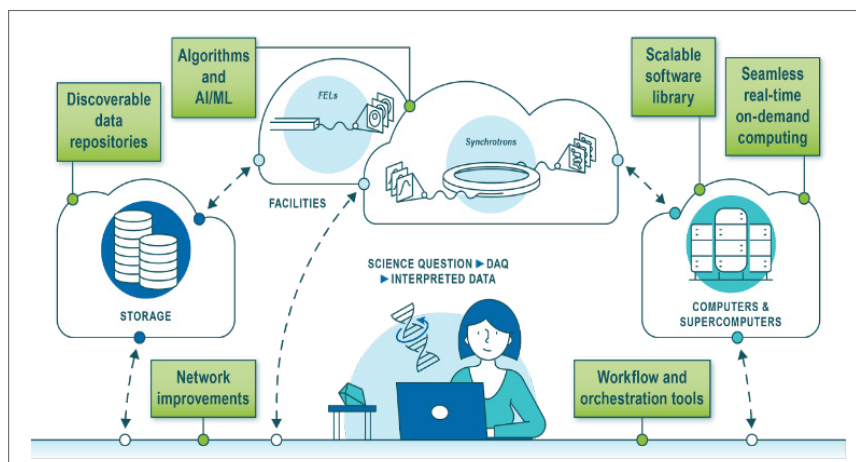 Algorithms
and
AI/ML
Scalable
software
library
Seamless
real-time
on-demand
computing
Discoverable
data
repositories
FELs
Synchrotrons
FACILITIES
SCIENCE QUESTION ▶ DAQ
▶ INTERPRETED DATA
STORAGE
COMPUTERS &
SUPERCOMPUTERS
Network
improvements
Workflow and
orchestration tools